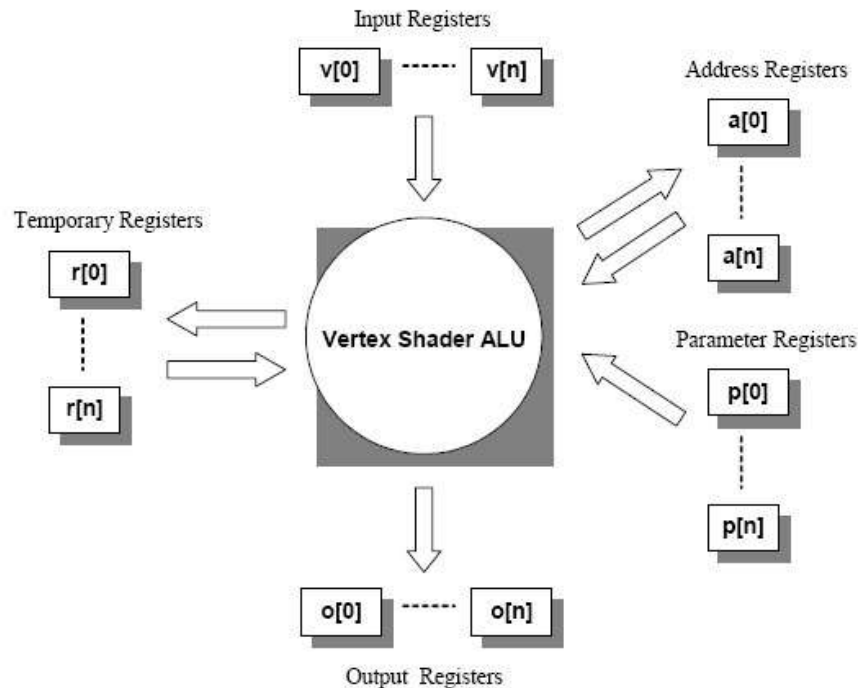 Input Registers
v[0]
v[n]
Address Registers
a[0]
a[n]
Temporary Registers
r[0]
r[n]
Vertex Shader ALU
Parameter Registers
p[0]
p[n]
o[0]
o[n]
Output Registers